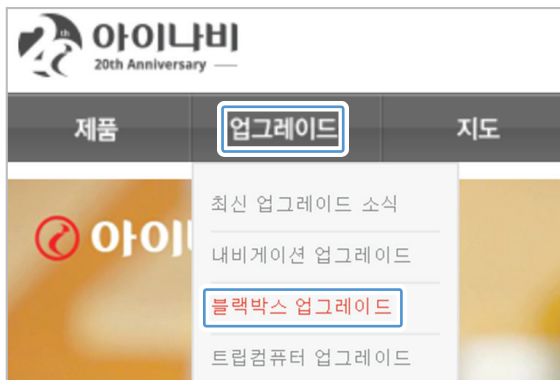 20th
아이나비
20th Anniversary
제품 업그레이드 지도
최신 업그레이드 소식
아이나
내비게이션 업그레이드
블랙박스 업그레이드
트립컴퓨터 업그레이드